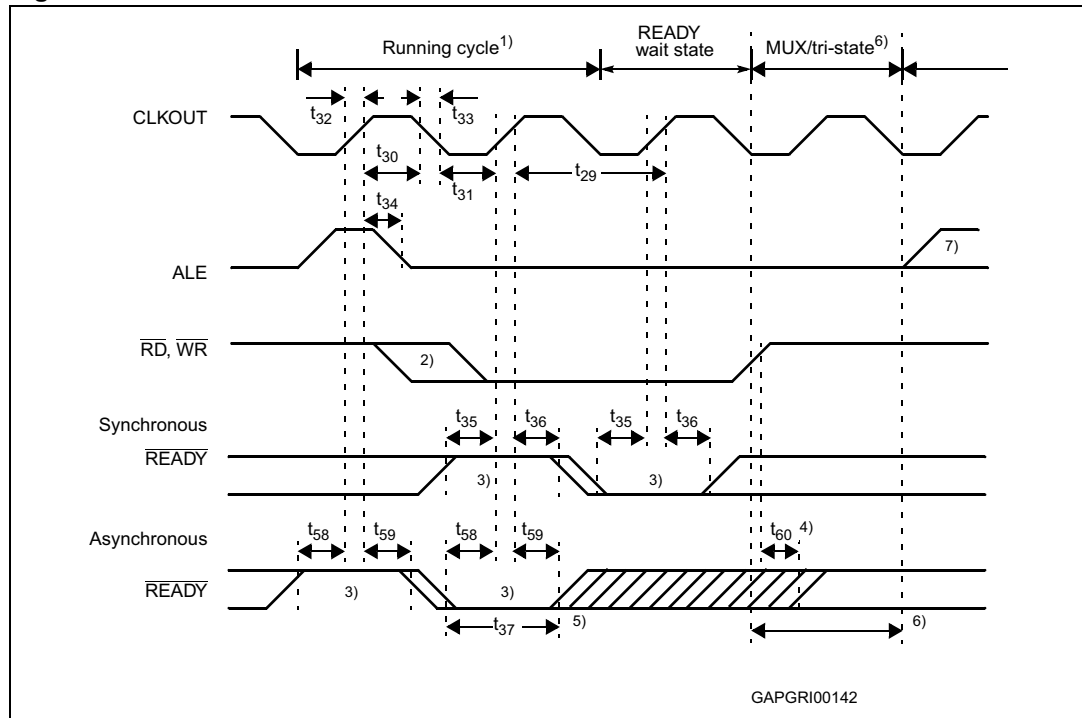 Running cycle1)
READY
wait state
MUX/tri-state6)
CLKOUT
t32
t33
t30
t31
t29
t34
ALE
7)
RD, WR
2)
Synchronous
READY
t35
t36
t35
t36
3)
3)
Asynchronous
READY
t58
t59
t58
t59
t60 4)
3)
3)
t37
5)
6)
GAPGRI00142